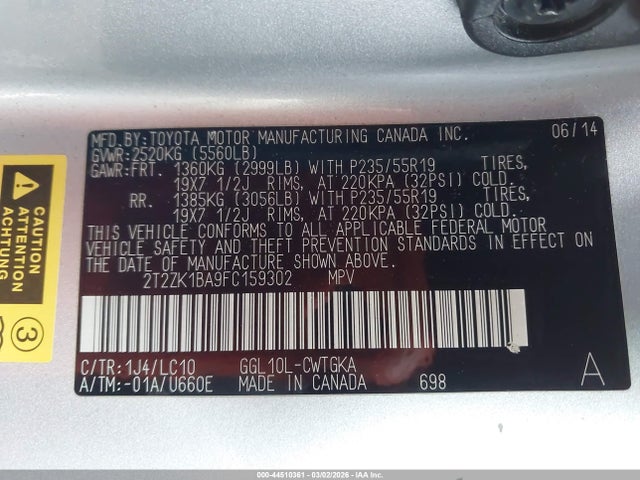 MFD.BY:TOYOTA MOTOR MANUFACTURING CANADA INC. 06/14
GVWR:2520KG (5560LB)
GAWR:FRT. 1360KG (2999LB) WITH P235/55R19 TIRES,
19X7 1/2J RIMS, AT 220KPA (32PSI) COLD.
RR. 1385KG (3056LB) WITH P235/55R19 TIRES,
19X7 1/2J RIMS, AT 220KPA (32PSI) COLD.
THIS VEHICLE CONFORMS TO ALL APPLICABLE FEDERAL MOTOR
VEHICLE SAFETY AND THEFT PREVENTION STANDARDS IN EFFECT ON
THE DATE OF MANUFACTURE SHOWN ABOVE.
2T2ZK1BA9FC159302 MPV
C/TR:1J4/LC10 GGL10L-CWTGKA
A/TM:-01A/U660E MADE IN CANADA 698 A
CAUTION
ATTENTION
ACHTUNG
3
000-44510361 - 03/02/2026 - IAA Inc.